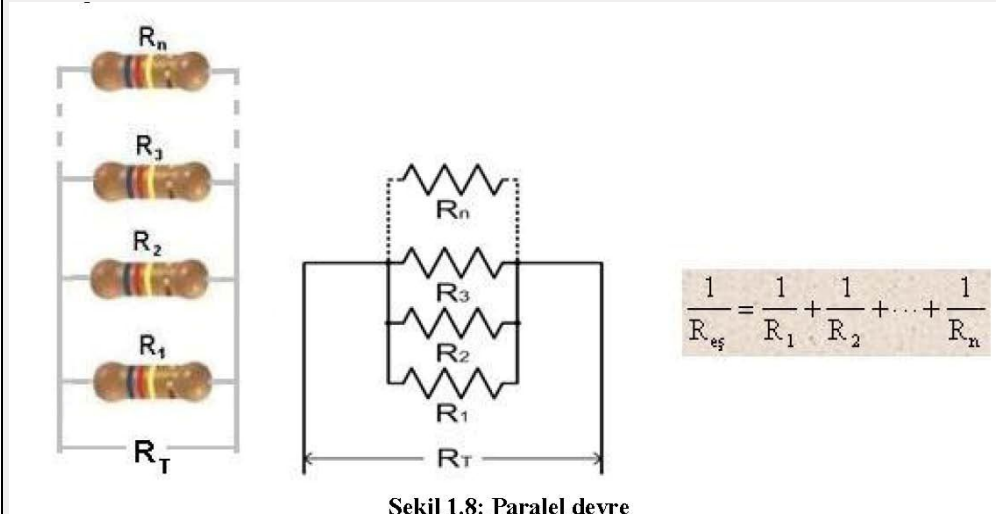 Rn
R3
R2
R1
RT
Rn
R3
R2
R1
RT
1/Reş = 1/R1 + 1/R2 + ⋯ + 1/Rn
Şekil 1.8: Paralel devre